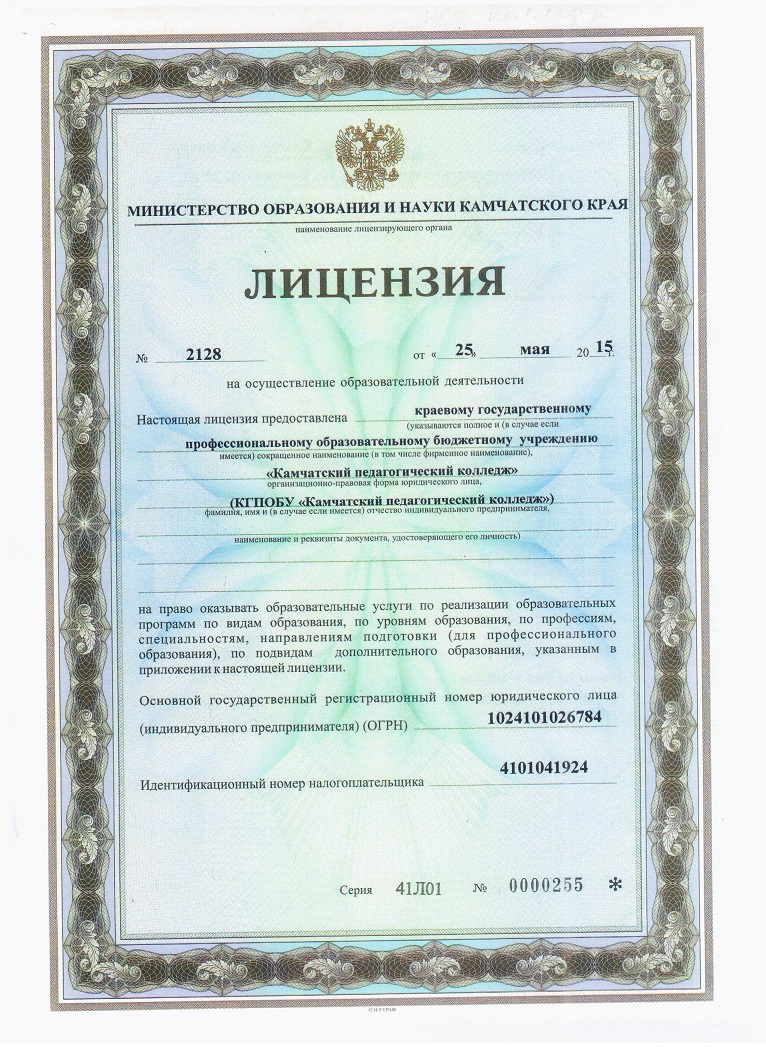 МИНИСТЕРСТВО ОБРАЗОВАНИЯ И НАУКИ КАМЧАТСКОГО КРАЯ
наименование лицензирующего органа
ЛИЦЕНЗИЯ
№ 2128 от « 25 » мая 20 15 г.
на осуществление образовательной деятельности
Настоящая лицензия предоставлена краевому государственному
(указываются полное и (в случае если
профессиональному образовательному бюджетному учреждению
имеется) сокращенное наименование (в том числе фирменное наименование),
«Камчатский педагогический колледж»
организационно-правовая форма юридического лица,
(КГПОБУ «Камчатский педагогический колледж»)
фамилия, имя и (в случае если имеется) отчество индивидуального предпринимателя,
наименование и реквизиты документа, удостоверяющего его личность)
на право оказывать образовательные услуги по реализации образовательных
программ по видам образования, по уровням образования, по профессиям,
специальностям, направлениям подготовки (для профессионального
образования), по подвидам дополнительного образования, указанным в
приложении к настоящей лицензии.
Основной государственный регистрационный номер юридического лица
(индивидуального предпринимателя) (ОГРН) 1024101026784
Идентификационный номер налогоплательщика 4101041924
Серия 41Л01 № 0000255 *